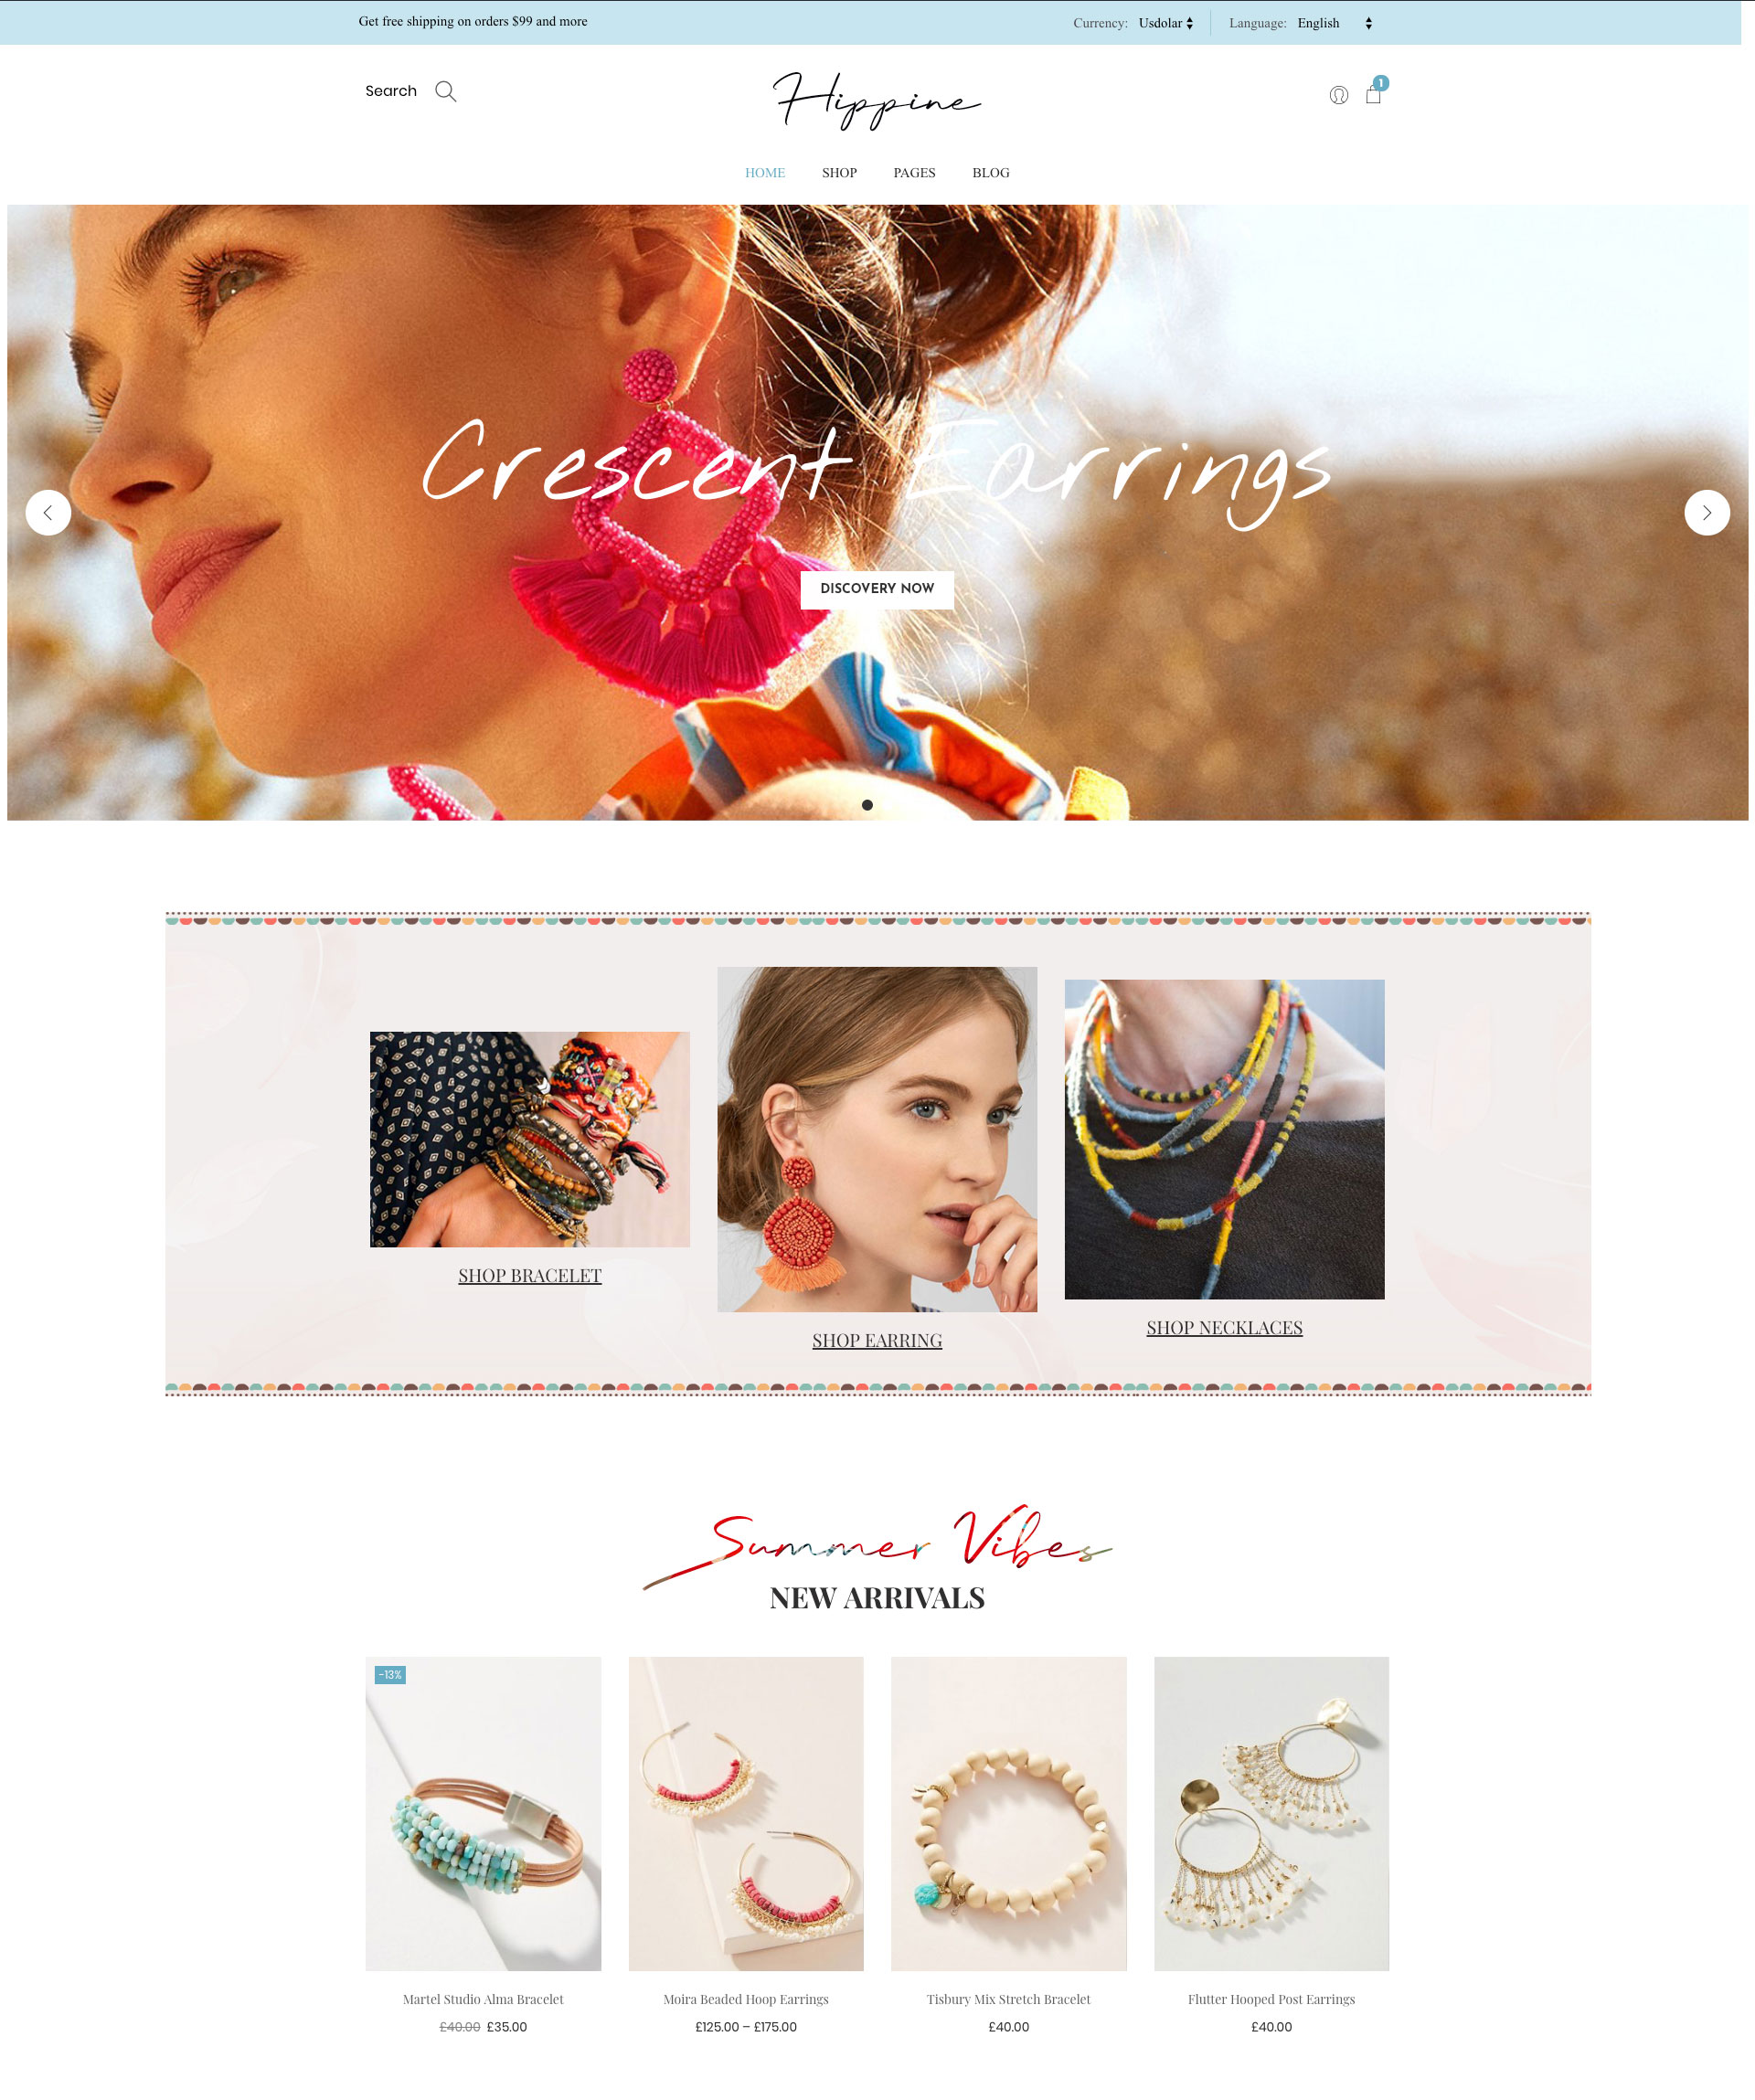 Get free shipping on orders $99 and more
Currency: Usdolar Language: English
Search
Hippine
1
HOME SHOP PAGES BLOG
Crescent Earrings
DISCOVERY NOW
SHOP BRACELET
SHOP EARRING
SHOP NECKLACES
Summer Vibes
NEW ARRIVALS
-13%
Martel Studio Alma Bracelet
£40.00 £35.00
Moira Beaded Hoop Earrings
£125.00 – £175.00
Tisbury Mix Stretch Bracelet
£40.00
Flutter Hooped Post Earrings
£40.00